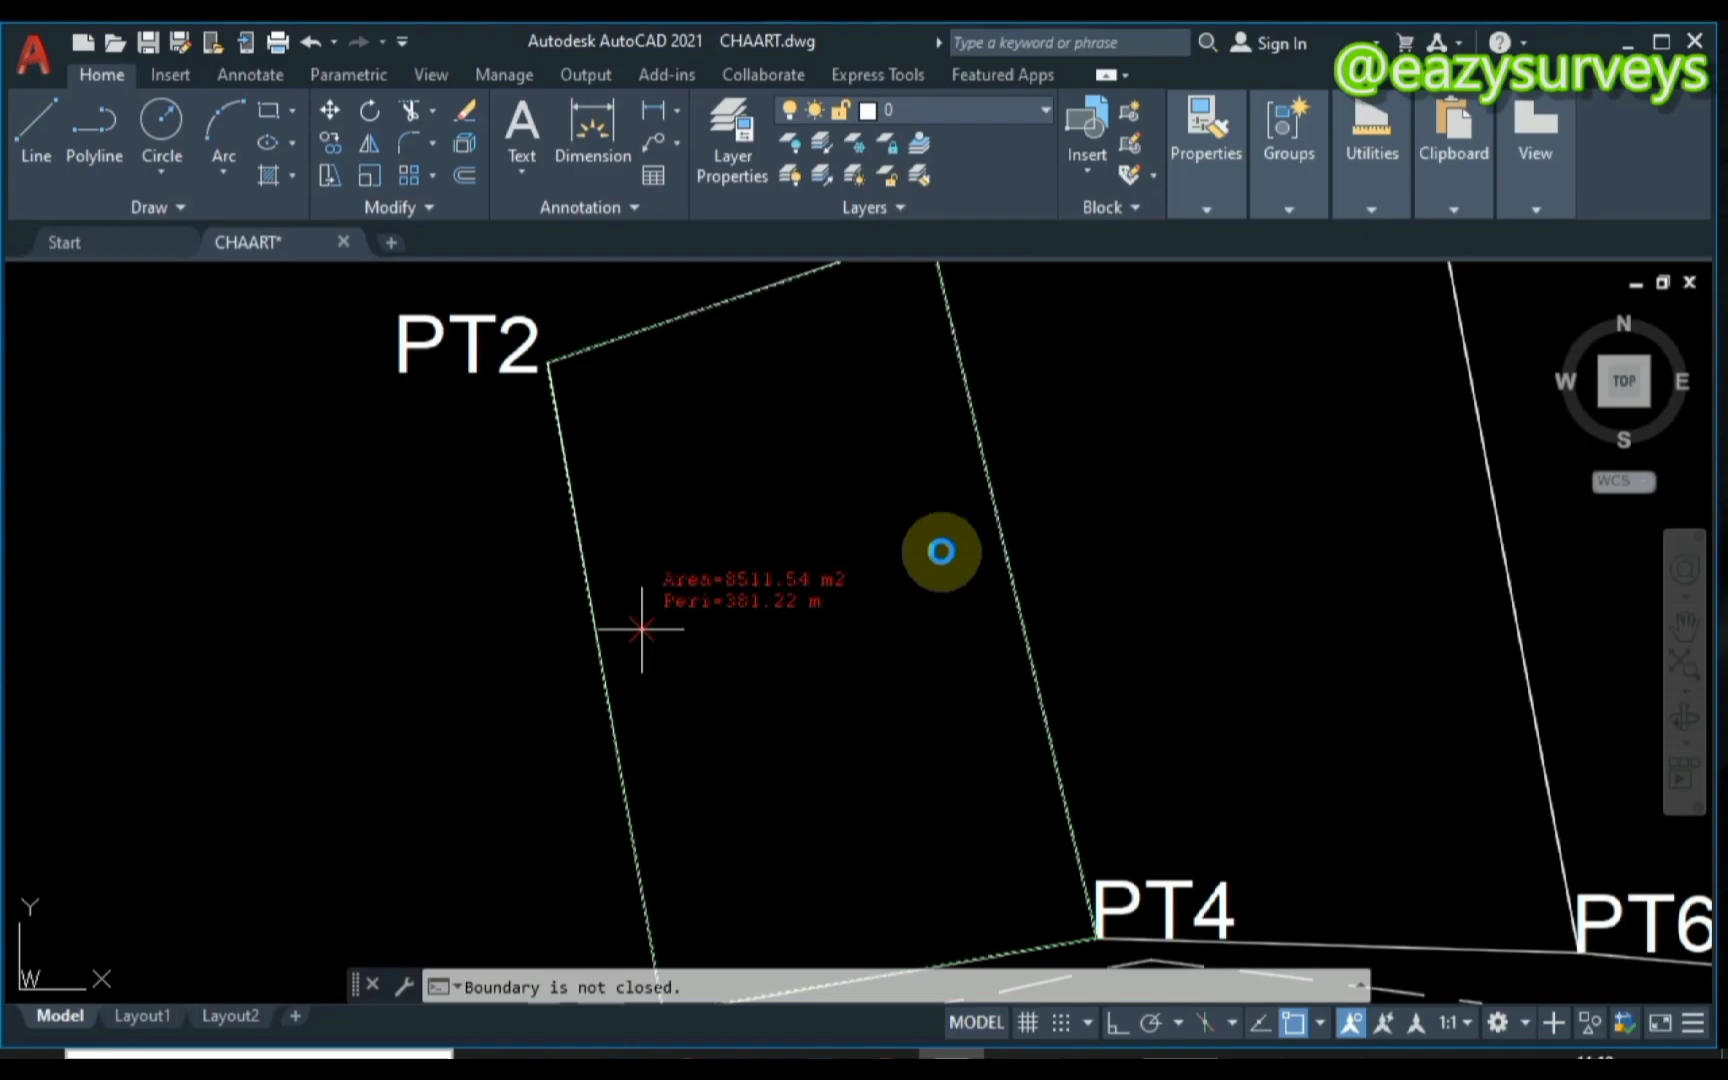 Autodesk AutoCAD 2021 CHAART.dwg
Type a keyword or phrase
Sign In
@eazysurveys
Home
Insert
Annotate
Parametric
View
Manage
Output
Add-ins
Collaborate
Express Tools
Featured Apps
Line
Polyline
Circle
Arc
Text
Dimension
Layer
Properties
0
Insert
Properties
Groups
Utilities
Clipboard
View
Draw
Modify
Annotation
Layers
Block
Start
CHAART*
PT2
Area=8511.54 m2
Peri=381.22 m
PT4
PT6
N
W
TOP
E
S
WCS
Y
W
X
Boundary is not closed.
Model
Layout1
Layout2
MODEL
1:1